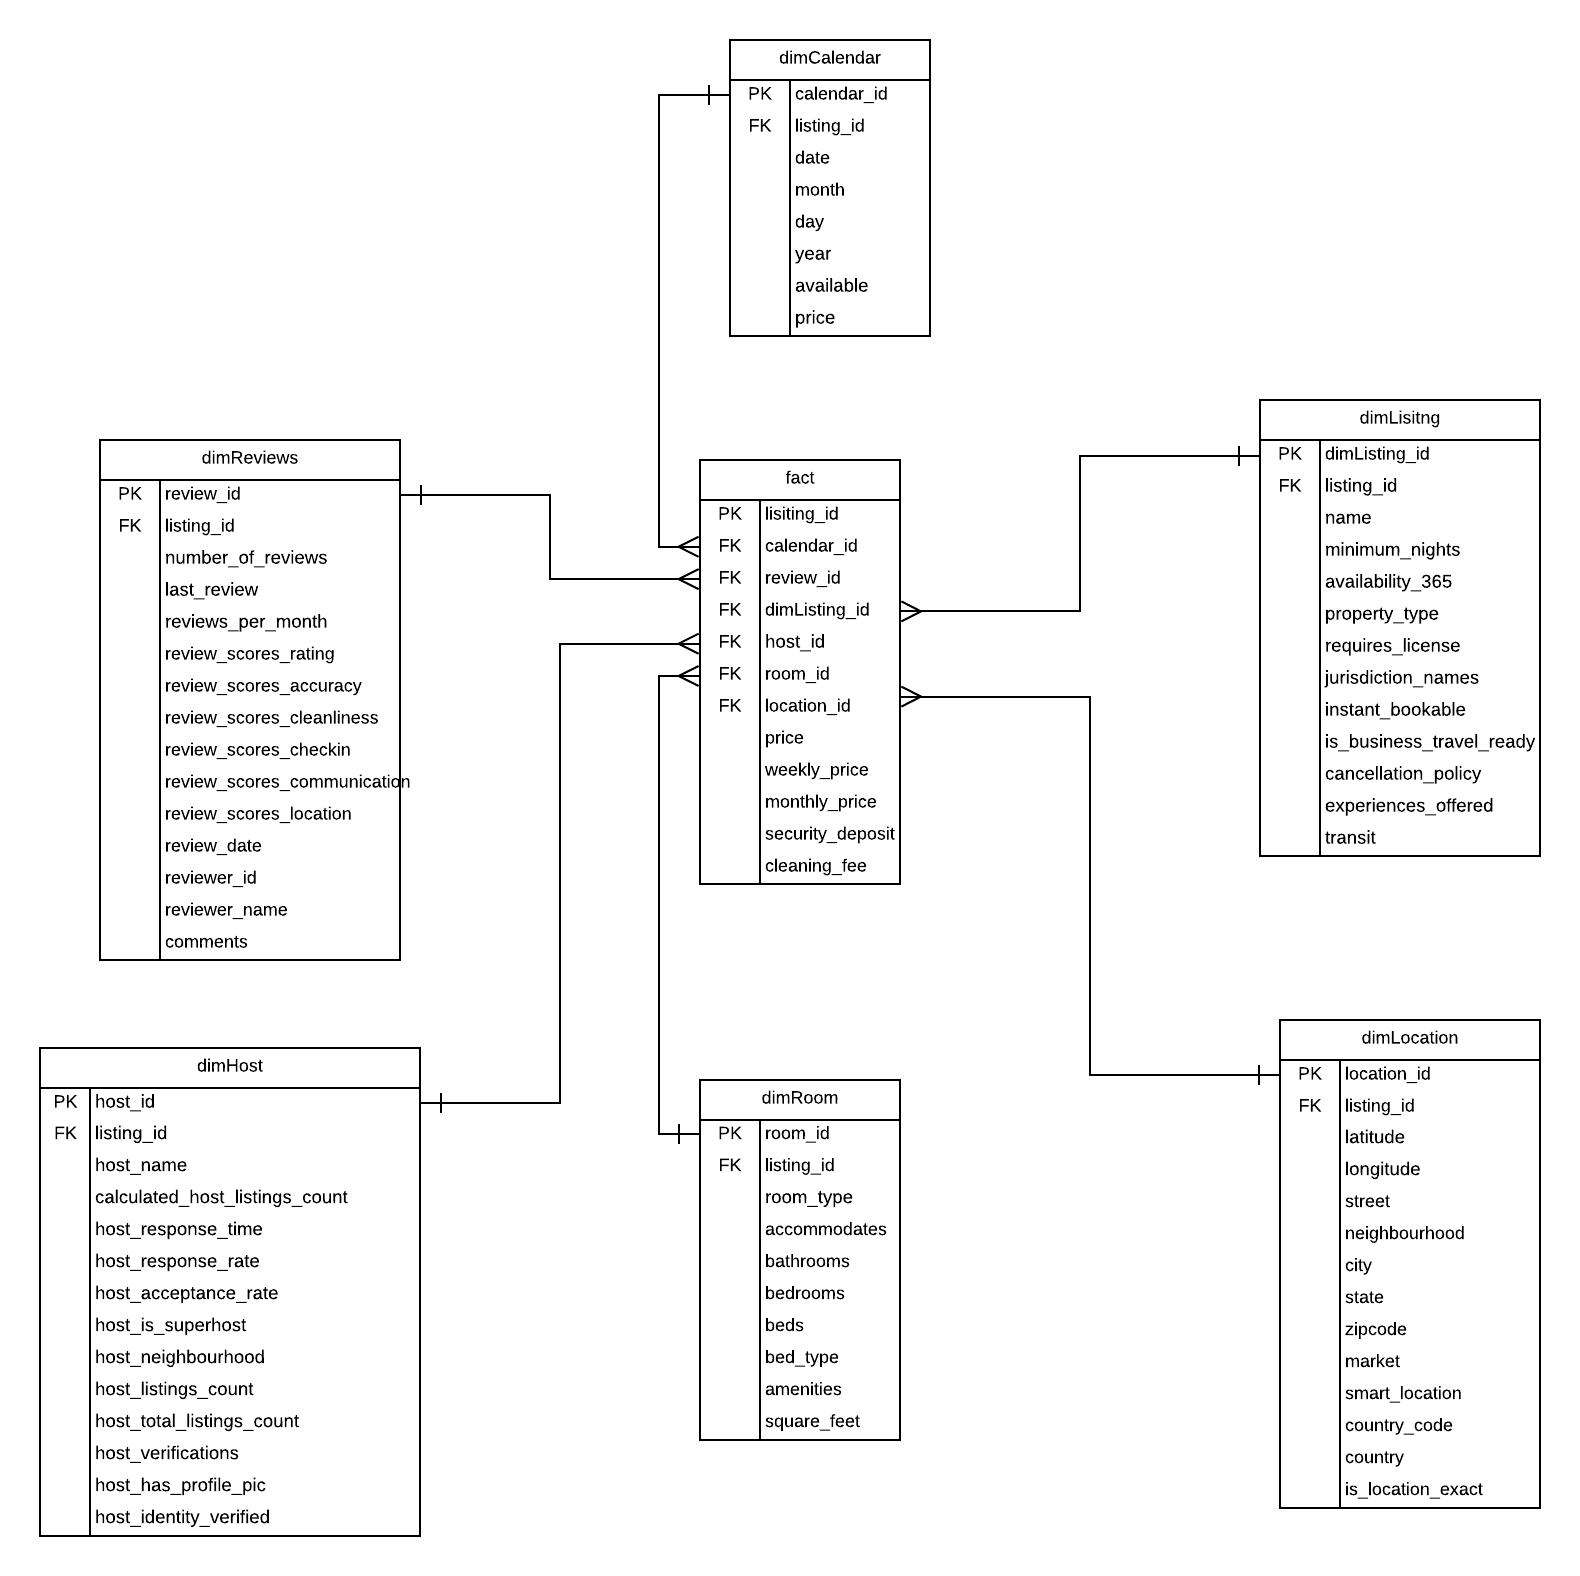 dimCalendar
PK calendar_id
FK listing_id
date
month
day
year
available
price
dimReviews
PK review_id
FK listing_id
number_of_reviews
last_review
reviews_per_month
review_scores_rating
review_scores_accuracy
review_scores_cleanliness
review_scores_checkin
review_scores_communication
review_scores_location
review_date
reviewer_id
reviewer_name
comments
fact
PK lisiting_id
FK calendar_id
FK review_id
FK dimListing_id
FK host_id
FK room_id
FK location_id
price
weekly_price
monthly_price
security_deposit
cleaning_fee
dimLisitng
PK dimListing_id
FK listing_id
name
minimum_nights
availability_365
property_type
requires_license
jurisdiction_names
instant_bookable
is_business_travel_ready
cancellation_policy
experiences_offered
transit
dimHost
PK host_id
FK listing_id
host_name
calculated_host_listings_count
host_response_time
host_response_rate
host_acceptance_rate
host_is_superhost
host_neighbourhood
host_listings_count
host_total_listings_count
host_verifications
host_has_profile_pic
host_identity_verified
dimRoom
PK room_id
FK listing_id
room_type
accommodates
bathrooms
bedrooms
beds
bed_type
amenities
square_feet
dimLocation
PK location_id
FK listing_id
latitude
longitude
street
neighbourhood
city
state
zipcode
market
smart_location
country_code
country
is_location_exact